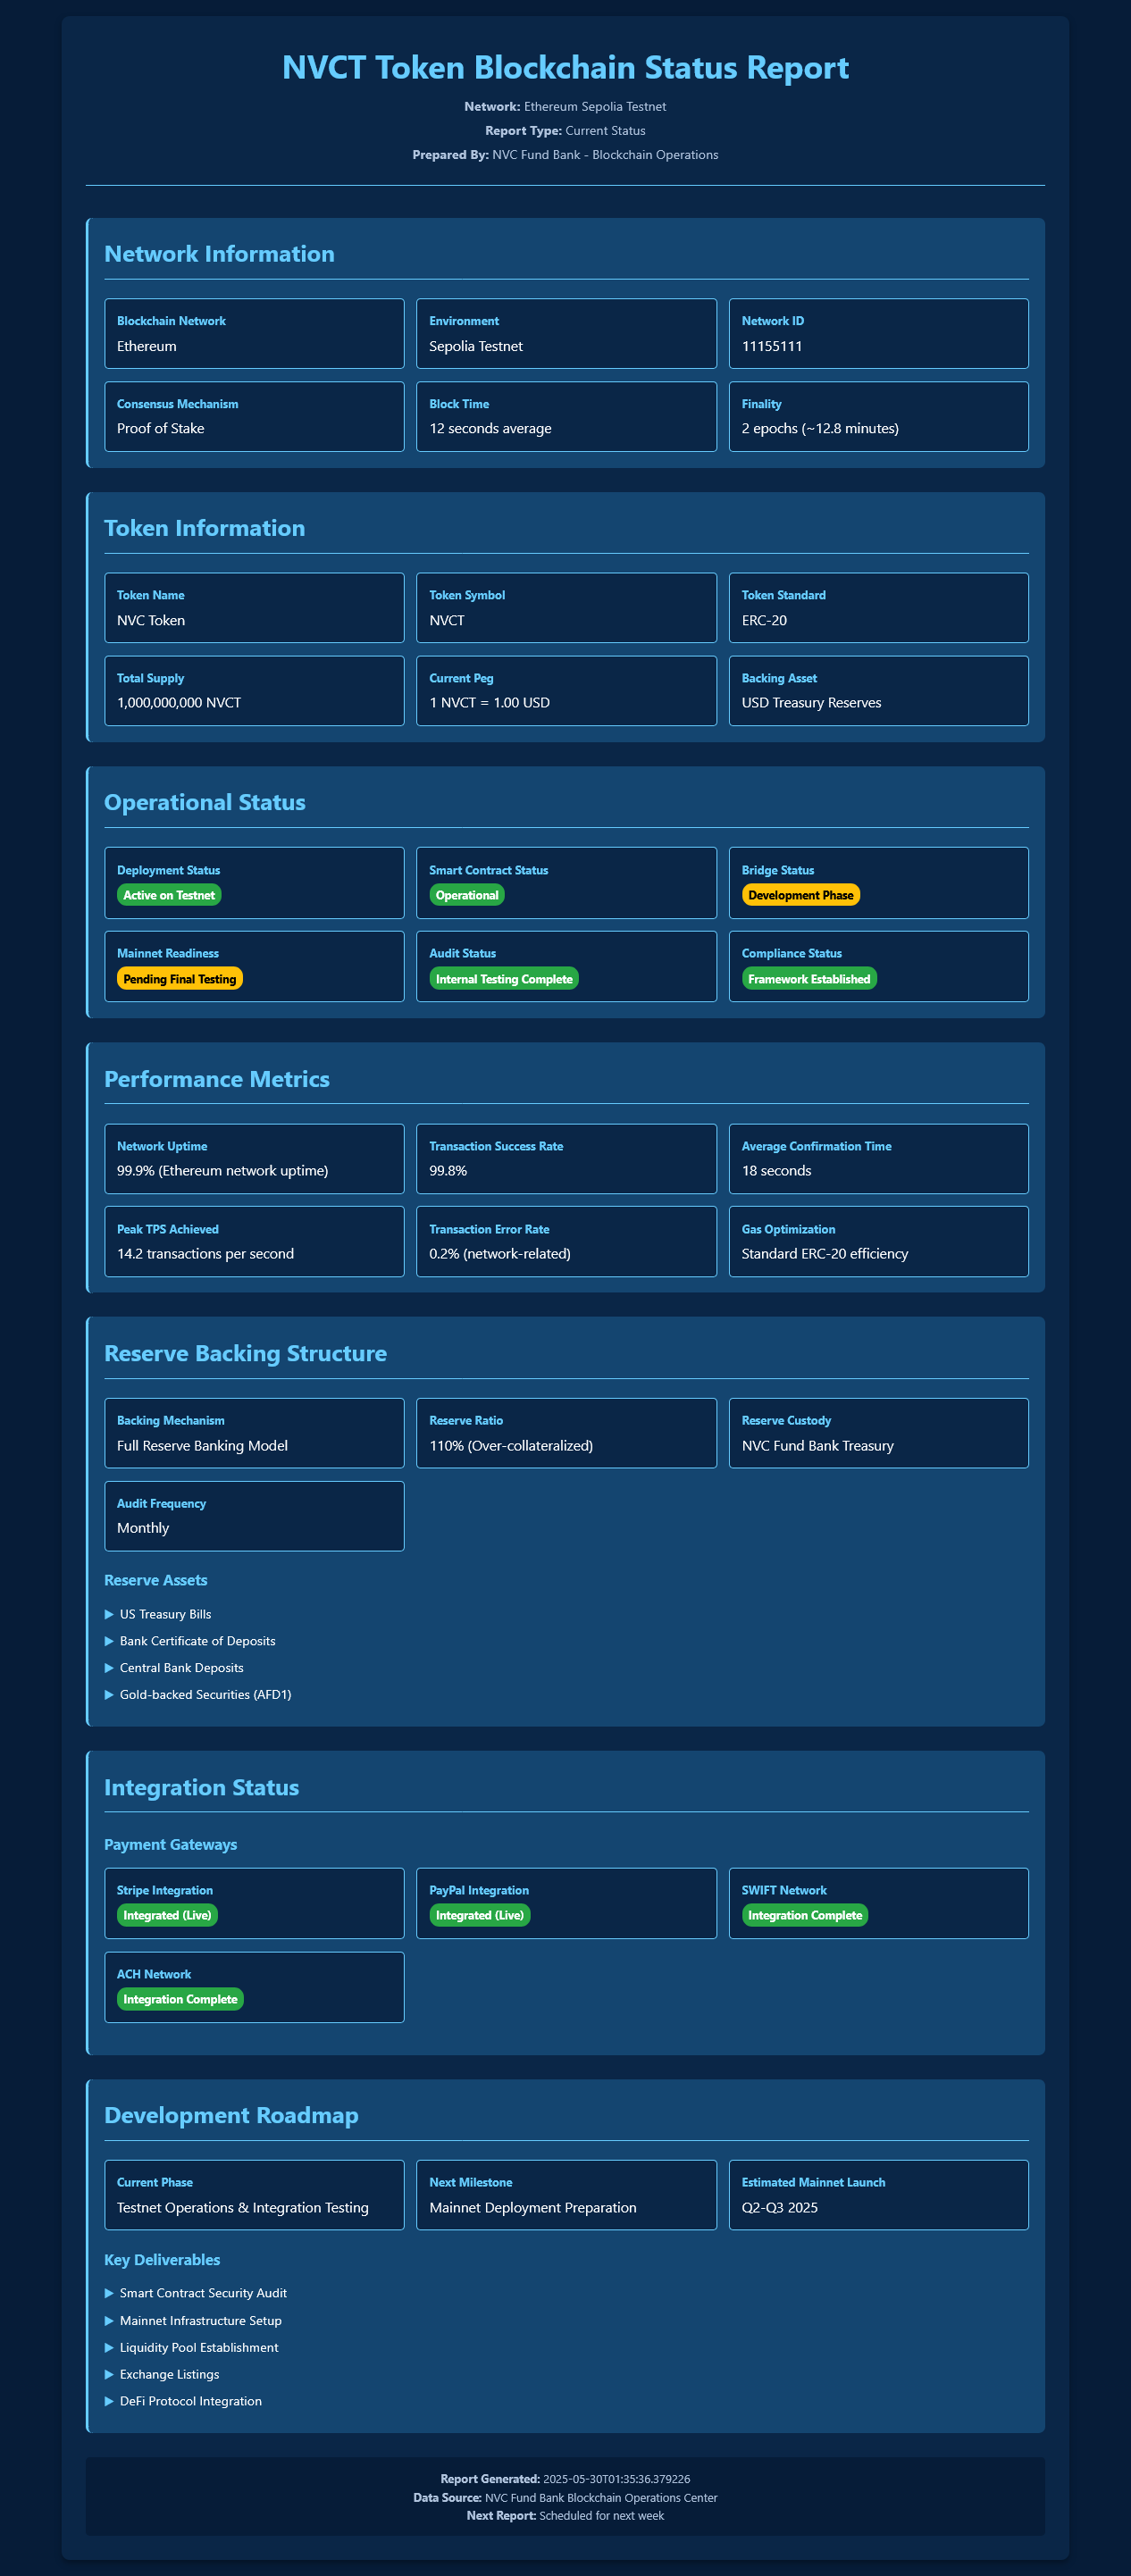 NVCT Token Blockchain Status Report
Network: Ethereum Sepolia Testnet
Report Type: Current Status
Prepared By: NVC Fund Bank - Blockchain Operations
Network Information
Blockchain Network
Ethereum
Environment
Sepolia Testnet
Network ID
11155111
Consensus Mechanism
Proof of Stake
Block Time
12 seconds average
Finality
2 epochs (~12.8 minutes)
Token Information
Token Name
NVC Token
Token Symbol
NVCT
Token Standard
ERC-20
Total Supply
1,000,000,000 NVCT
Current Peg
1 NVCT = 1.00 USD
Backing Asset
USD Treasury Reserves
Operational Status
Deployment Status
Active on Testnet
Smart Contract Status
Operational
Bridge Status
Development Phase
Mainnet Readiness
Pending Final Testing
Audit Status
Internal Testing Complete
Compliance Status
Framework Established
Performance Metrics
Network Uptime
99.9% (Ethereum network uptime)
Transaction Success Rate
99.8%
Average Confirmation Time
18 seconds
Peak TPS Achieved
14.2 transactions per second
Transaction Error Rate
0.2% (network-related)
Gas Optimization
Standard ERC-20 efficiency
Reserve Backing Structure
Backing Mechanism
Full Reserve Banking Model
Reserve Ratio
110% (Over-collateralized)
Reserve Custody
NVC Fund Bank Treasury
Audit Frequency
Monthly
Reserve Assets
▶ US Treasury Bills
▶ Bank Certificate of Deposits
▶ Central Bank Deposits
▶ Gold-backed Securities (AFD1)
Integration Status
Payment Gateways
Stripe Integration
Integrated (Live)
PayPal Integration
Integrated (Live)
SWIFT Network
Integration Complete
ACH Network
Integration Complete
Development Roadmap
Current Phase
Testnet Operations & Integration Testing
Next Milestone
Mainnet Deployment Preparation
Estimated Mainnet Launch
Q2-Q3 2025
Key Deliverables
▶ Smart Contract Security Audit
▶ Mainnet Infrastructure Setup
▶ Liquidity Pool Establishment
▶ Exchange Listings
▶ DeFi Protocol Integration
Report Generated: 2025-05-30T01:35:36.379226
Data Source: NVC Fund Bank Blockchain Operations Center
Next Report: Scheduled for next week